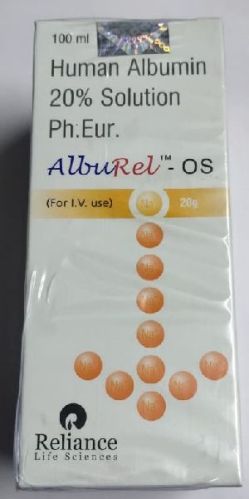 100 ml
Human Albumin
20% Solution
Ph.Eur.
AlbuRel™- OS
(For I.V. use)
20g
Reliance
Life Sciences